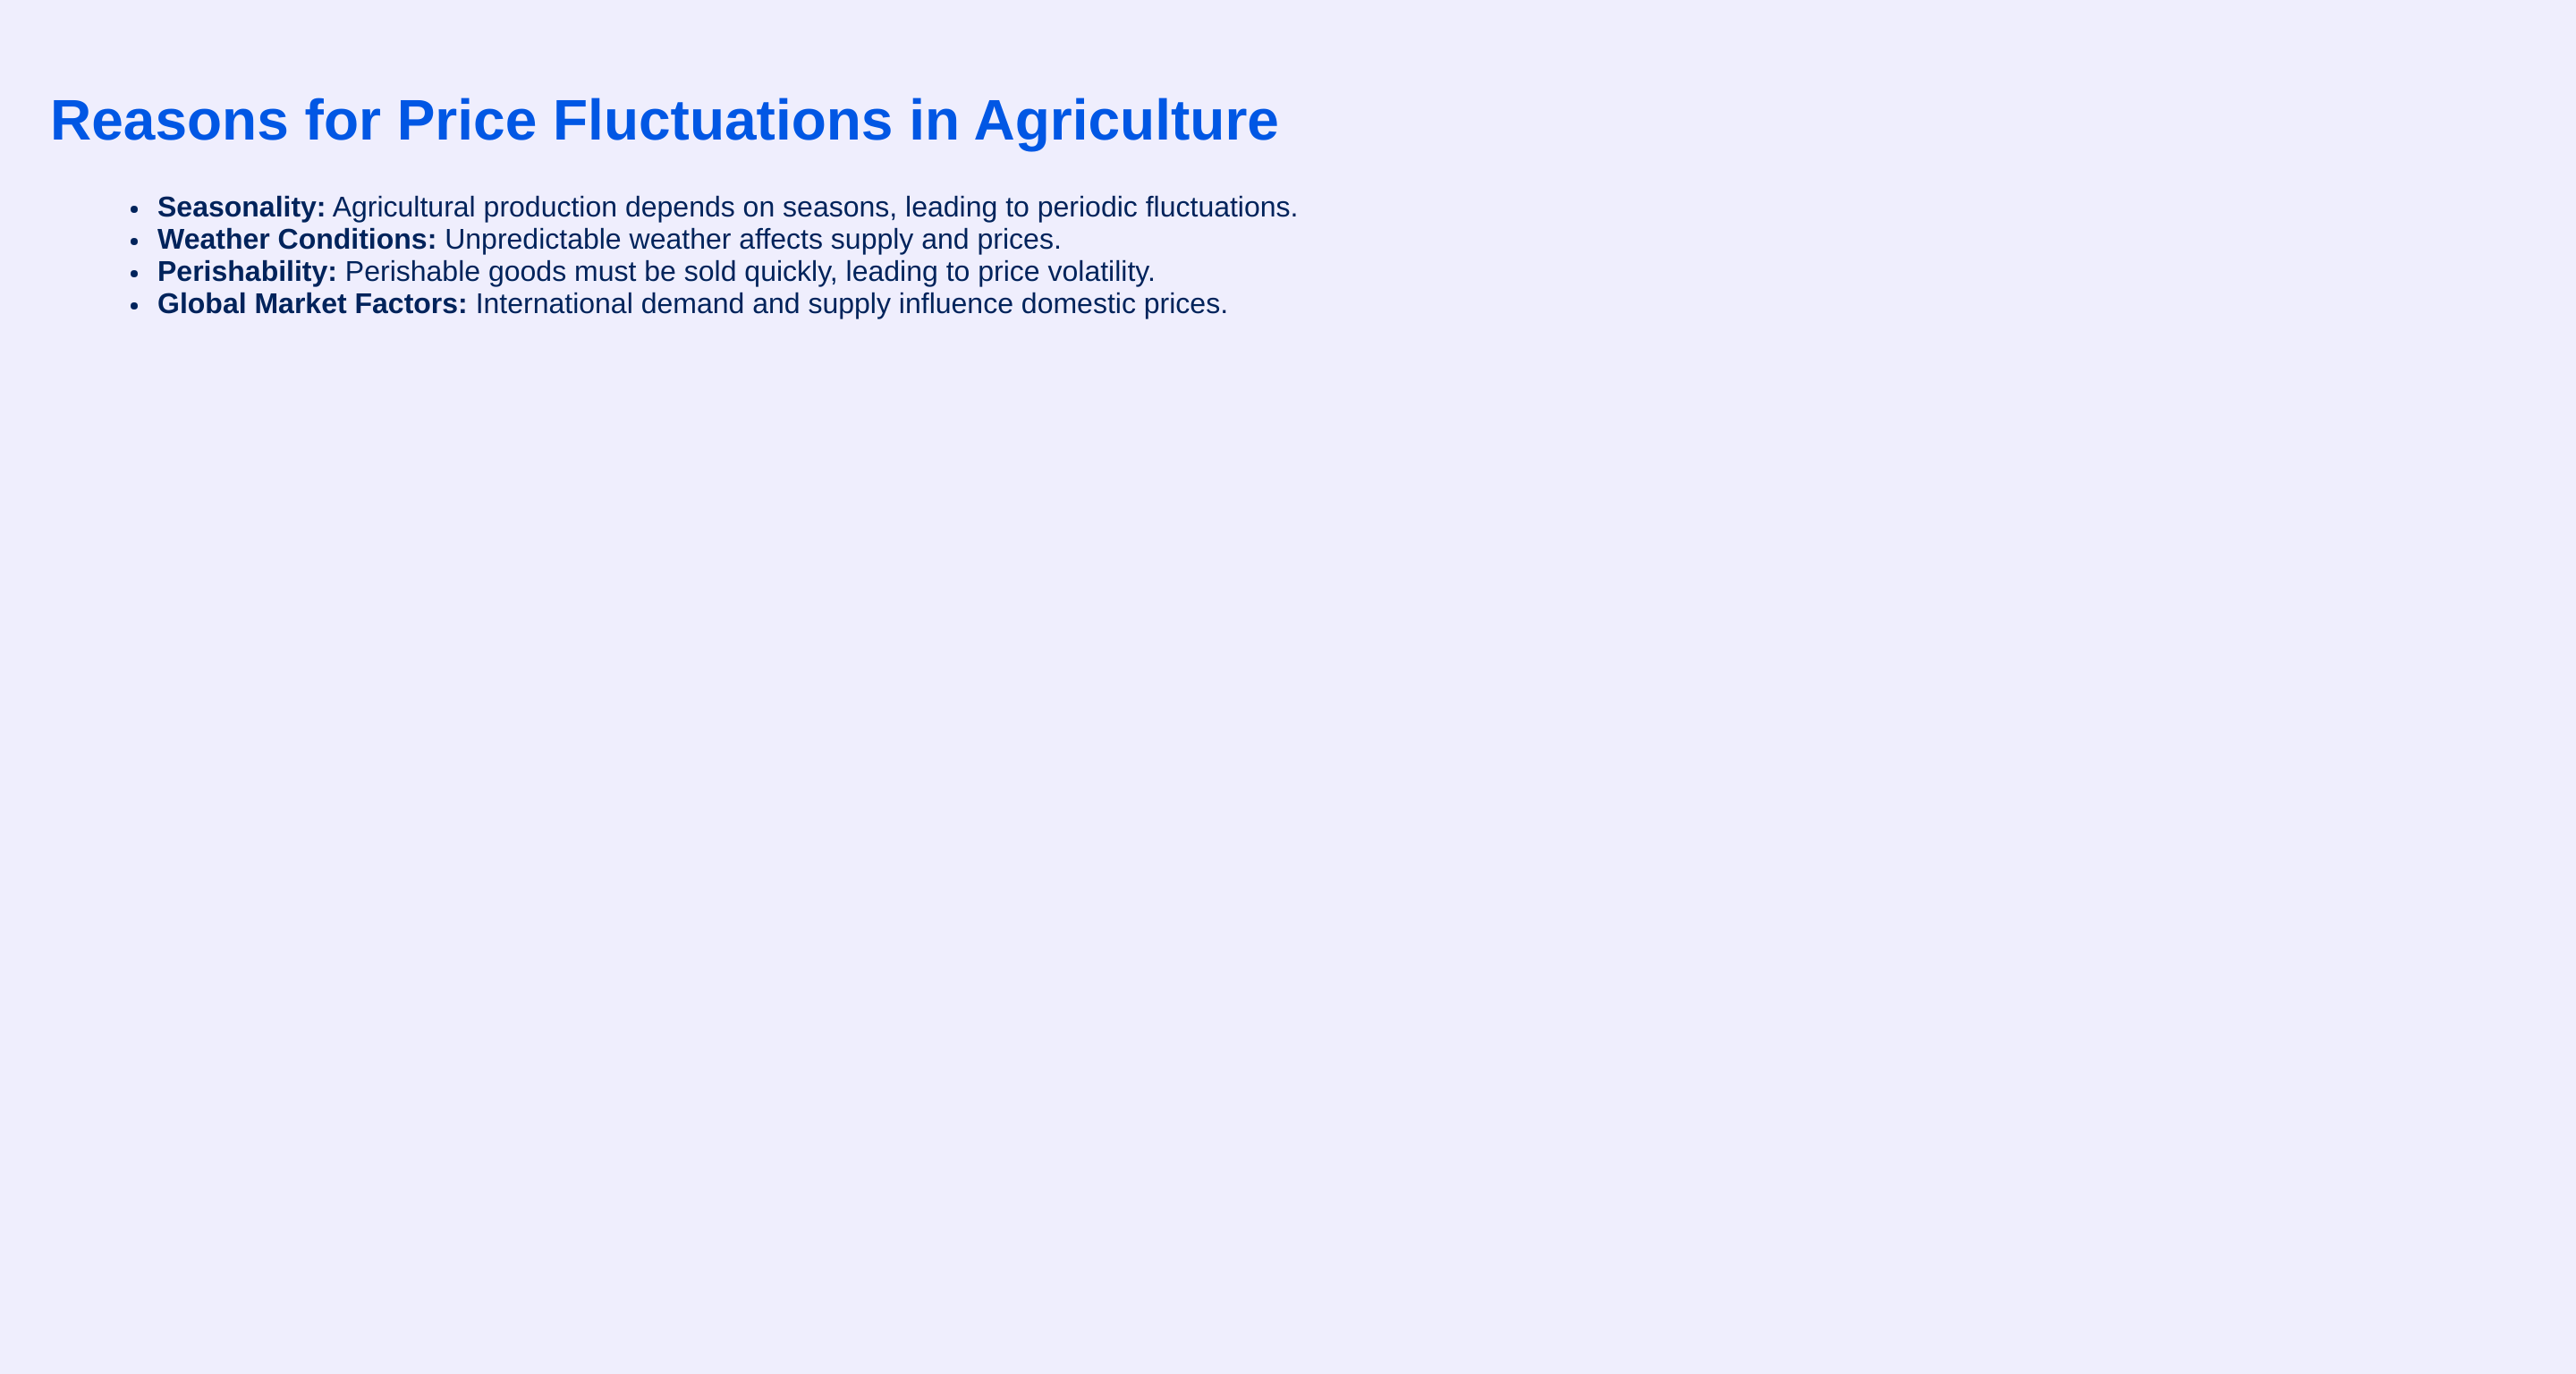 Reasons for Price Fluctuations in Agriculture
• Seasonality: Agricultural production depends on seasons, leading to periodic fluctuations.
• Weather Conditions: Unpredictable weather affects supply and prices.
• Perishability: Perishable goods must be sold quickly, leading to price volatility.
• Global Market Factors: International demand and supply influence domestic prices.